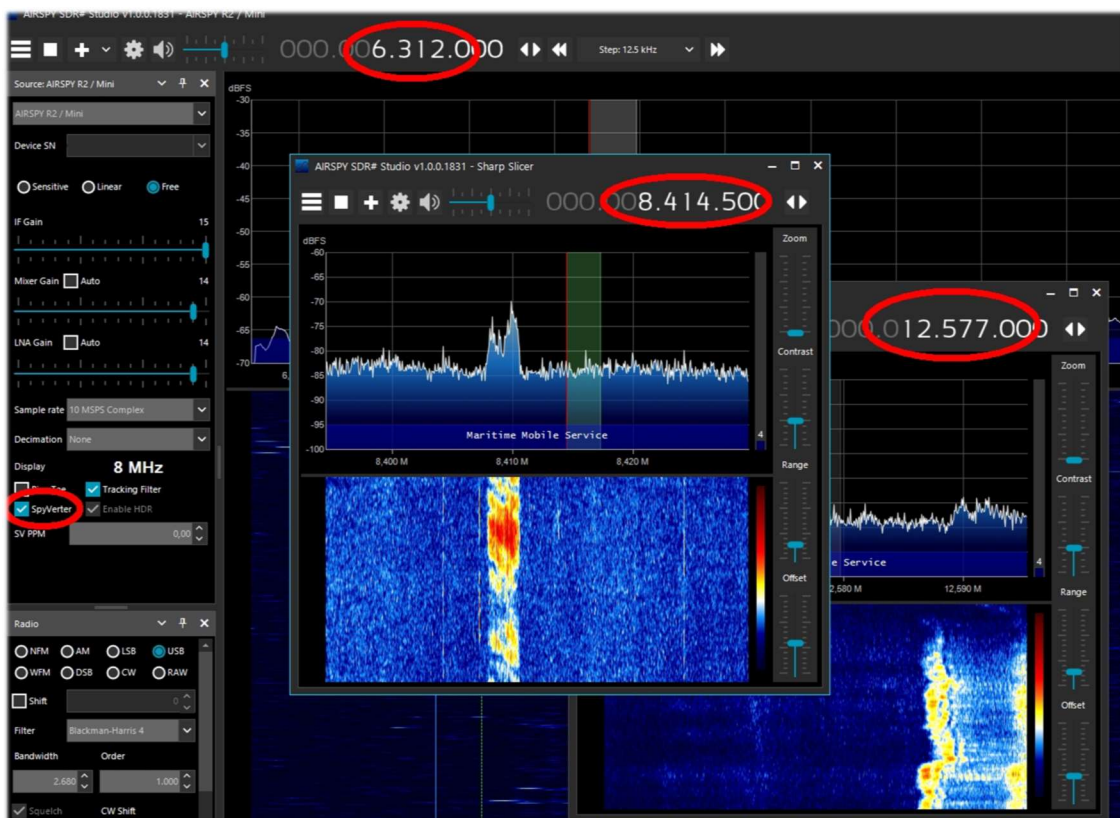 AIRSPY SDR# Studio v1.0.0.1831 - AIRSPY R2 / Mini
000.006.312.000
Step: 12.5 kHz
Source: AIRSPY R2 / Mini
AIRSPY R2 / Mini
Device SN
Sensitive
Linear
Free
IF Gain
15
Mixer Gain
Auto
14
LNA Gain
Auto
14
Sample rate
10 MSPS Complex
Decimation
None
Display
8 MHz
Tracking Filter
SpyVerter
Enable HDR
SV PPM
0,00
Radio
NFM
AM
LSB
USB
WFM
DSB
CW
RAW
Shift
0
Filter
Blackman-Harris 4
Bandwidth
Order
2.680
1.000
Squelch
CW Shift
dBFS
-30
-35
-40
-45
-50
-55
-60
-65
-70
AIRSPY SDR# Studio v1.0.0.1831 - Sharp Slicer
000.008.414.500
dBFS
-60
-65
-70
-75
-80
-85
-90
-95
-100
Maritime Mobile Service
4
8,400 M
8,410 M
8,420 M
Zoom
Contrast
Range
Offset
000.012.577.000
e Service
4
2,580 M
12,590 M
Zoom
Contrast
Range
Offset